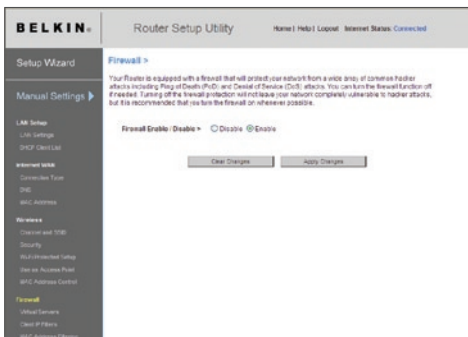 BELKIN.
Router Setup Utility
Home | Help | Logout Internet Status: Connected
Setup Wizard
Manual Settings
LAN Setup
LAN Settings
DHCP Client List
Internet WAN
Connection Type
DNS
MAC Address
Wireless
Channel and SSID
Security
Wi-Fi Protected Setup
Use as Access Point
MAC Address Control
Firewall
Virtual Servers
Client IP Filters
MAC Address Filtering
Firewall >
Your Router is equipped with a firewall that will protect your network from a wide array of common hacker
attacks including Ping of Death (PoD) and Denial of Service (DoS) attacks. You can turn the firewall function off
if needed. Turning off the firewall protection will not leave your network completely vulnerable to hacker attacks,
but it is recommended that you turn the firewall on whenever possible.
Firewall Enable / Disable > Disable Enable
Clear Changes Apply Changes